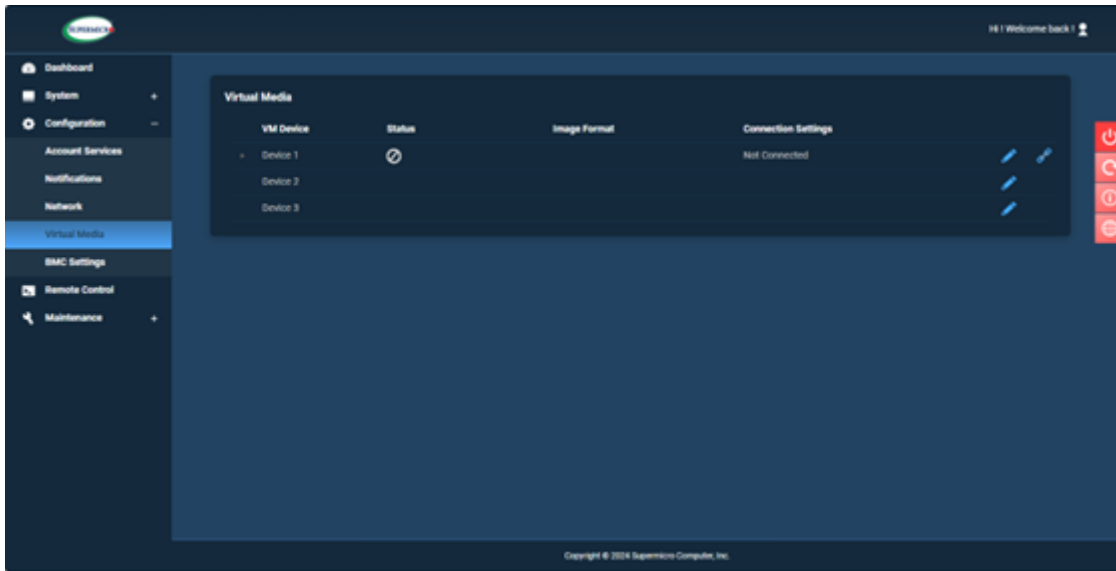 SUPERMICRO
Hi ! Welcome back !
Dashboard
System +
Configuration −
Account Services
Notifications
Network
Virtual Media
BMC Settings
Remote Control
Maintenance +
Virtual Media
VM Device Status Image Format Connection Settings
Device 1 Not Connected
Device 2
Device 3
Copyright © 2024 Supermicro Computer, Inc.